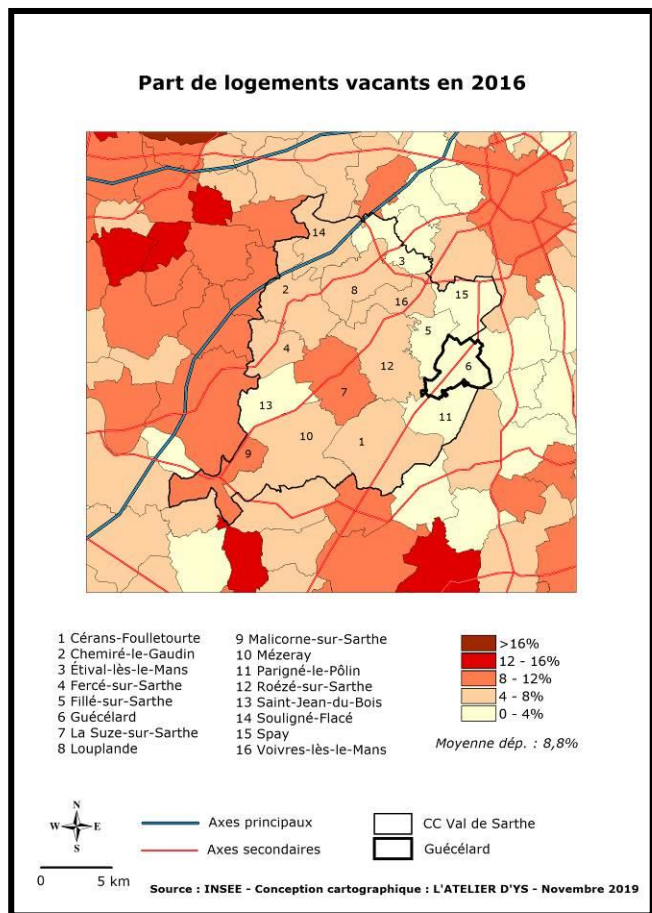 Part de logements vacants en 2016
14
3
2
8
15
16
5
4
12
6
7
13
11
10
1
9
1 Cérans-Foulletourte
2 Chemiré-le-Gaudin
3 Étival-lès-le-Mans
4 Fercé-sur-Sarthe
5 Fillé-sur-Sarthe
6 Guécélard
7 La Suze-sur-Sarthe
8 Louplande
9 Malicorne-sur-Sarthe
10 Mézeray
11 Parigné-le-Pôlin
12 Roézé-sur-Sarthe
13 Saint-Jean-du-Bois
14 Souligné-Flacé
15 Spay
16 Voivres-lès-le-Mans
>16%
12 - 16%
8 - 12%
4 - 8%
0 - 4%
Moyenne dép. : 8,8%
N
W E
S
Axes principaux
Axes secondaires
CC Val de Sarthe
Guécélard
0 5 km
Source : INSEE - Conception cartographique : L'ATELIER D'YS - Novembre 2019